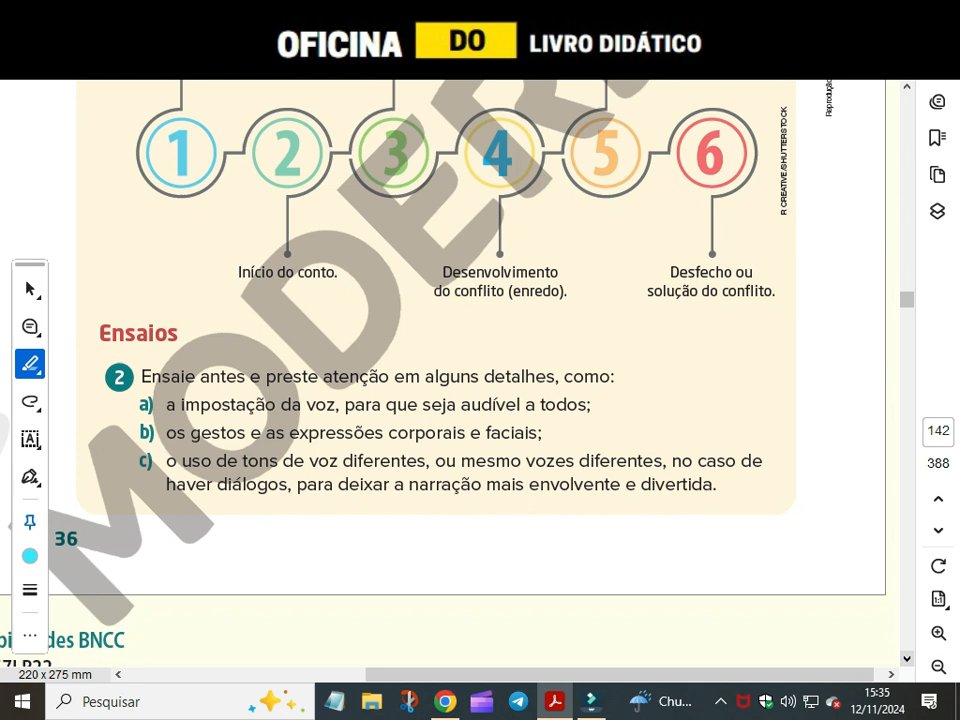 OFICINA DO LIVRO DIDÁTICO
Reprodução
R CREATIVE/SHUTTERSTOCK
1 2 3 4 5 6
Início do conto.
Desenvolvimento
do conflito (enredo).
Desfecho ou
solução do conflito.
Ensaios
2 Ensaie antes e preste atenção em alguns detalhes, como:
a) a impostação da voz, para que seja audível a todos;
b) os gestos e as expressões corporais e faciais;
c) o uso de tons de voz diferentes, ou mesmo vozes diferentes, no caso de
haver diálogos, para deixar a narração mais envolvente e divertida.
36
MODER
des BNCC
142
388
220 x 275 mm
Pesquisar
Chu...
15:35
12/11/2024